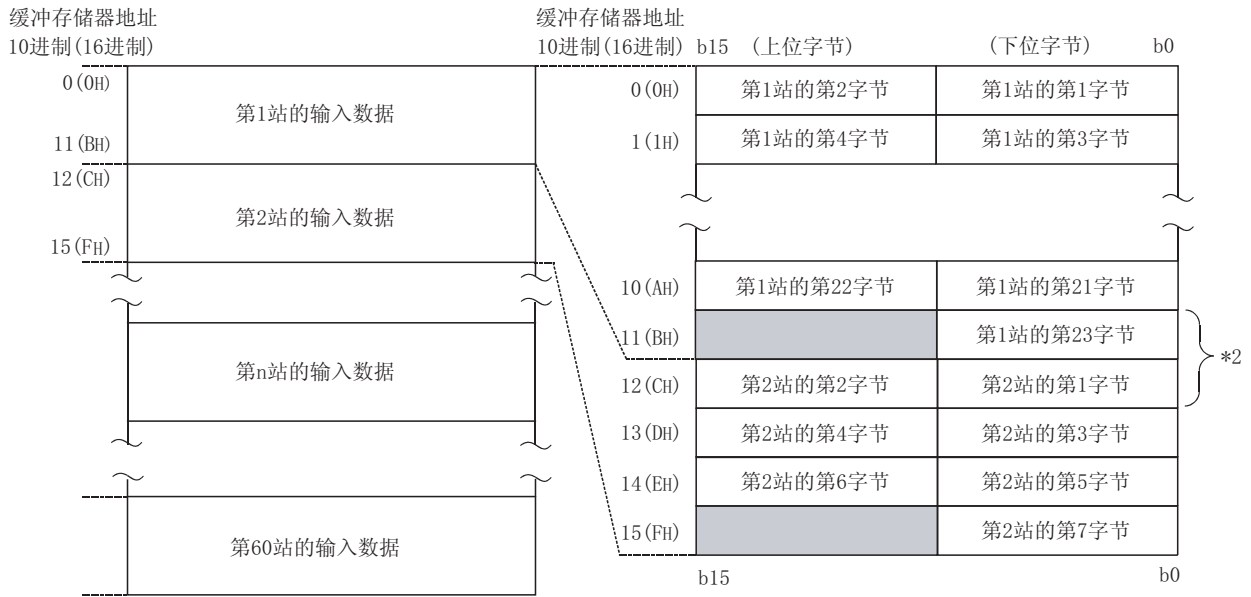 缓冲存储器地址
10进制(16进制)
0(0H)
第1站的输入数据
11(BH)
12(CH)
第2站的输入数据
15(FH)
第n站的输入数据
第60站的输入数据
缓冲存储器地址
10进制(16进制) b15 (上位字节) (下位字节) b0
0(0H) 第1站的第2字节 第1站的第1字节
1(1H) 第1站的第4字节 第1站的第3字节
10(AH) 第1站的第22字节 第1站的第21字节
11(BH) 第1站的第23字节
*2
12(CH) 第2站的第2字节 第2站的第1字节
13(DH) 第2站的第4字节 第2站的第3字节
14(EH) 第2站的第6字节 第2站的第5字节
15(FH) 第2站的第7字节
b15 b0